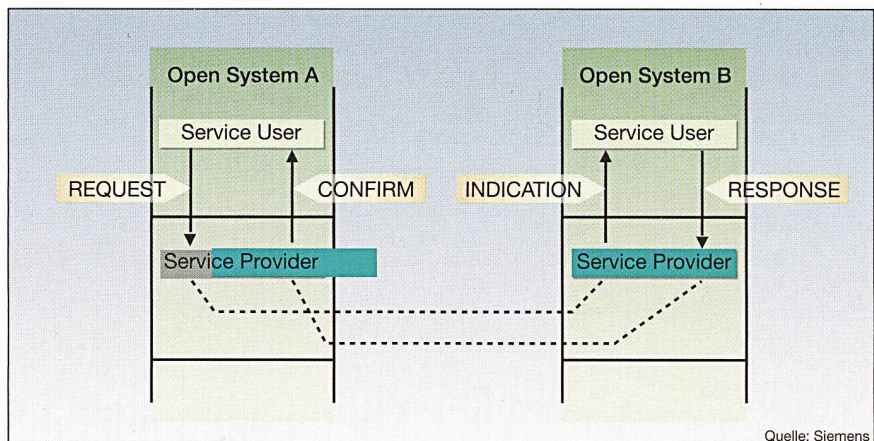 Open System A
Open System B
Service User
Service User
REQUEST
CONFIRM
INDICATION
RESPONSE
Service Provider
Service Provider
Quelle: Siemens